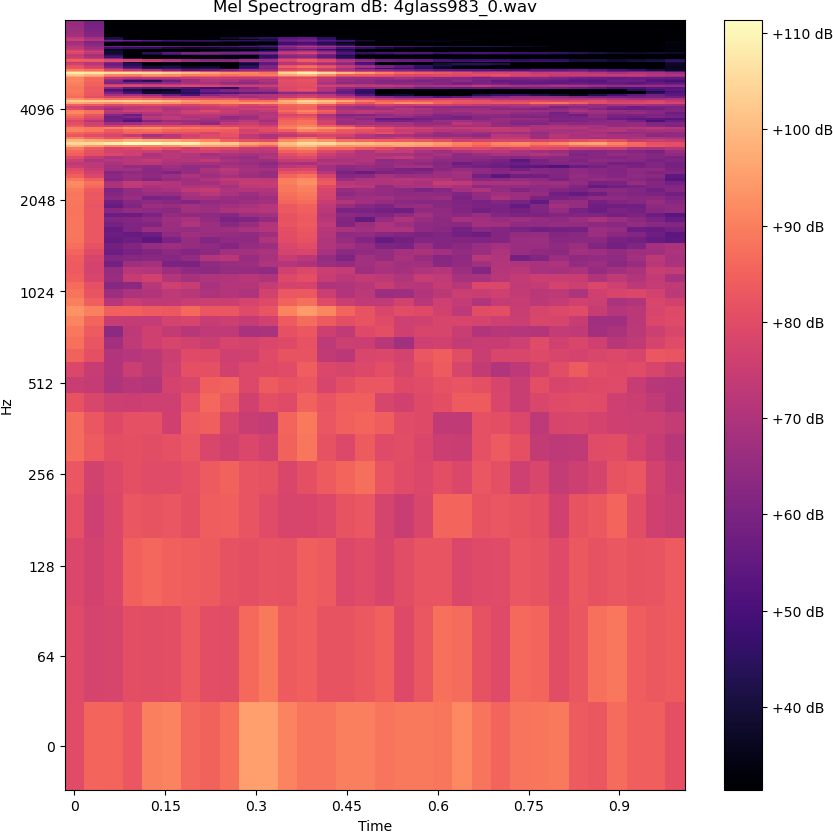 Mel Spectrogram dB: 4glass983_0.wav
+110 dB
+100 dB
+90 dB
+80 dB
+70 dB
+60 dB
+50 dB
+40 dB
4096
2048
1024
512
256
128
64
0
Hz
0 0.15 0.3 0.45 0.6 0.75 0.9
Time